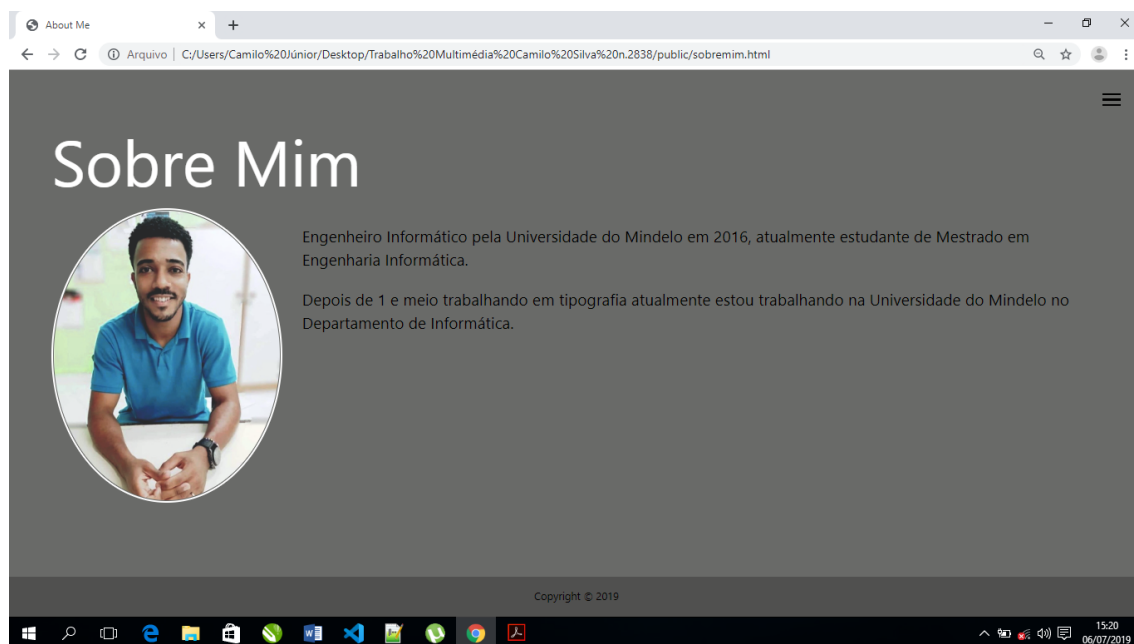 About Me
Arquivo | C:/Users/Camilo%20Júnior/Desktop/Trabalho%20Multimédia%20Camilo%20Silva%20n.2838/public/sobremim.html
Sobre Mim
Engenheiro Informático pela Universidade do Mindelo em 2016, atualmente estudante de Mestrado em
Engenharia Informática.
Depois de 1 e meio trabalhando em tipografia atualmente estou trabalhando na Universidade do Mindelo no
Departamento de Informática.
Copyright © 2019
15:20
06/07/2019